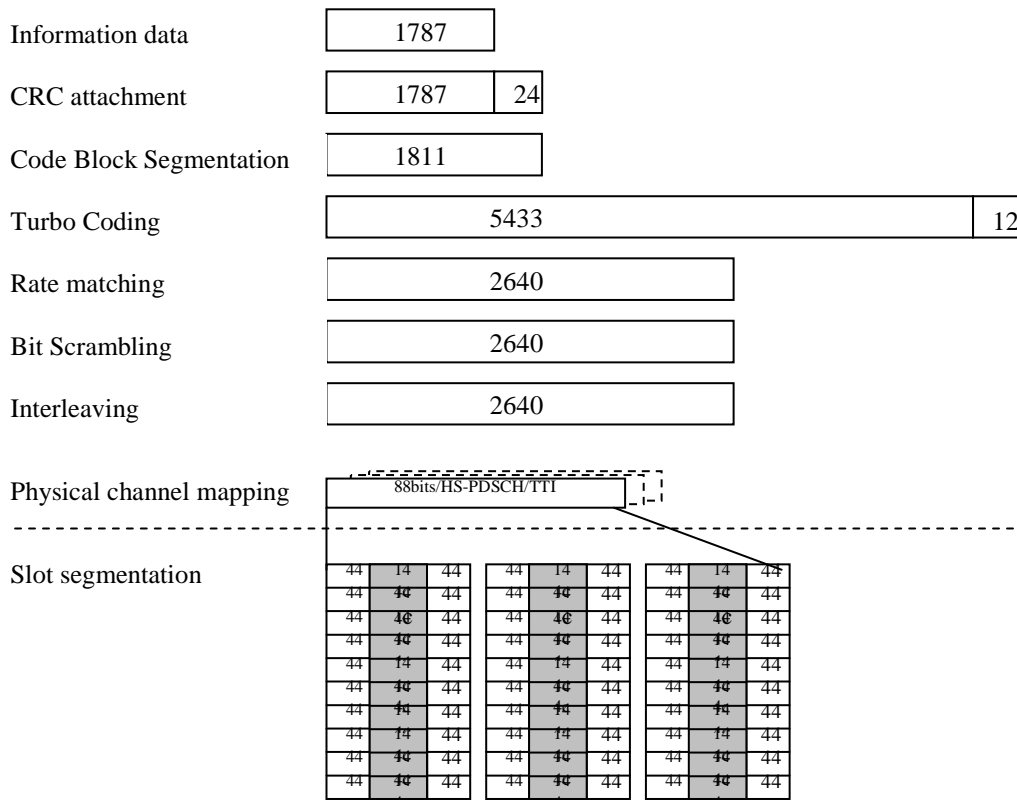 Information data 1787
CRC attachment 1787 24
Code Block Segmentation 1811
Turbo Coding 5433 12
Rate matching 2640
Bit Scrambling 2640
Interleaving 2640
Physical channel mapping 88bits/HS-PDSCH/TTI
Slot segmentation
44 14 44 44 14 44 44 14 44
44 44 44 44 44 44
44 44 44 44 44 44
44 44 44 44 44 44
44 14 44 44 14 44 44 14 44
44 44 44 44 44 44
44 14 44 44 14 44 44 14 44
44 14 44 44 14 44 44 14 44
44 44 44 44 44 44
44 44 44 44 44 44